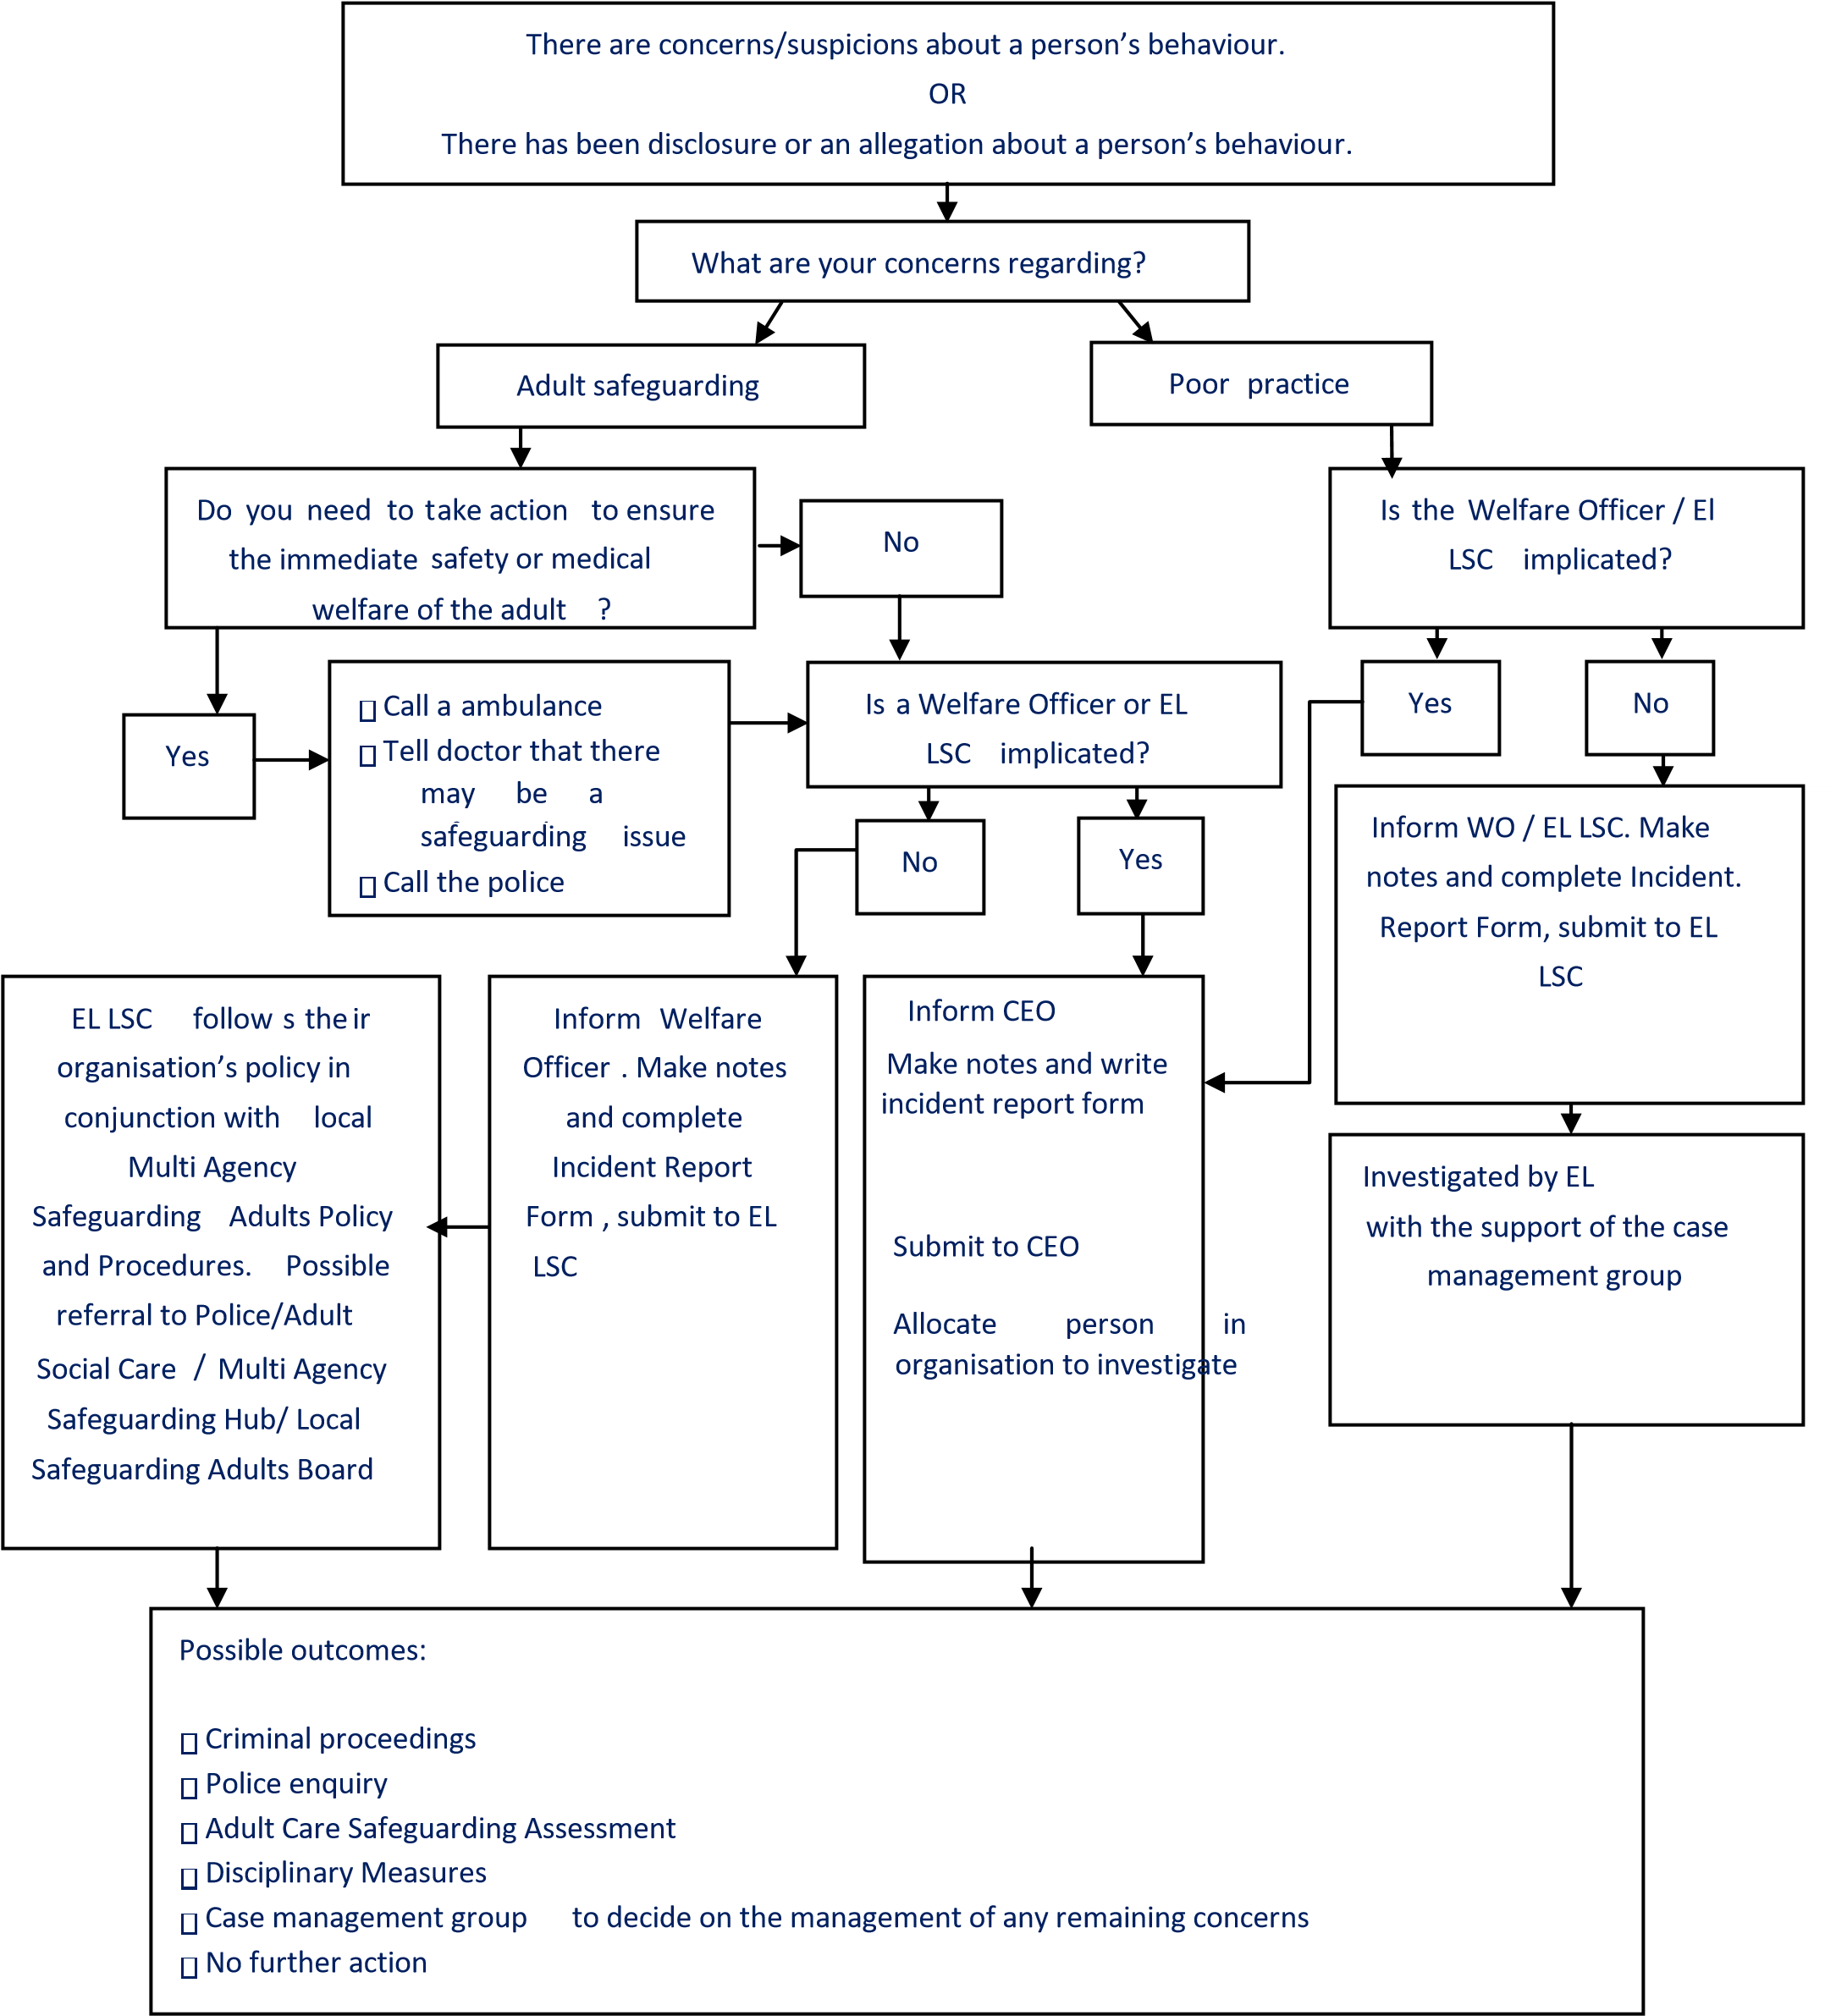 There are concerns/suspicions about a person’s behaviour.
OR
There has been disclosure or an allegation about a person’s behaviour.
What are your concerns regarding?
Adult safeguarding
Poor practice
Do you need to take action to ensure
the immediate safety or medical
welfare of the adult ?
No
Is the Welfare Officer / El
LSC implicated?
Yes
Call a ambulance
Tell doctor that there
may be a
safeguarding issue
Call the police
Is a Welfare Officer or EL
LSC implicated?
Yes
No
No
Yes
Inform WO / EL LSC. Make
notes and complete Incident.
Report Form, submit to EL
LSC
EL LSC follow s the ir
organisation’s policy in
conjunction with local
Multi Agency
Safeguarding Adults Policy
and Procedures. Possible
referral to Police/Adult
Social Care / Multi Agency
Safeguarding Hub/ Local
Safeguarding Adults Board
Inform Welfare
Officer . Make notes
and complete
Incident Report
Form , submit to EL
LSC
Inform CEO
Make notes and write
incident report form
Submit to CEO
Allocate person in
organisation to investigate
Investigated by EL
with the support of the case
management group
Possible outcomes:
Criminal proceedings
Police enquiry
Adult Care Safeguarding Assessment
Disciplinary Measures
Case management group to decide on the management of any remaining concerns
No further action